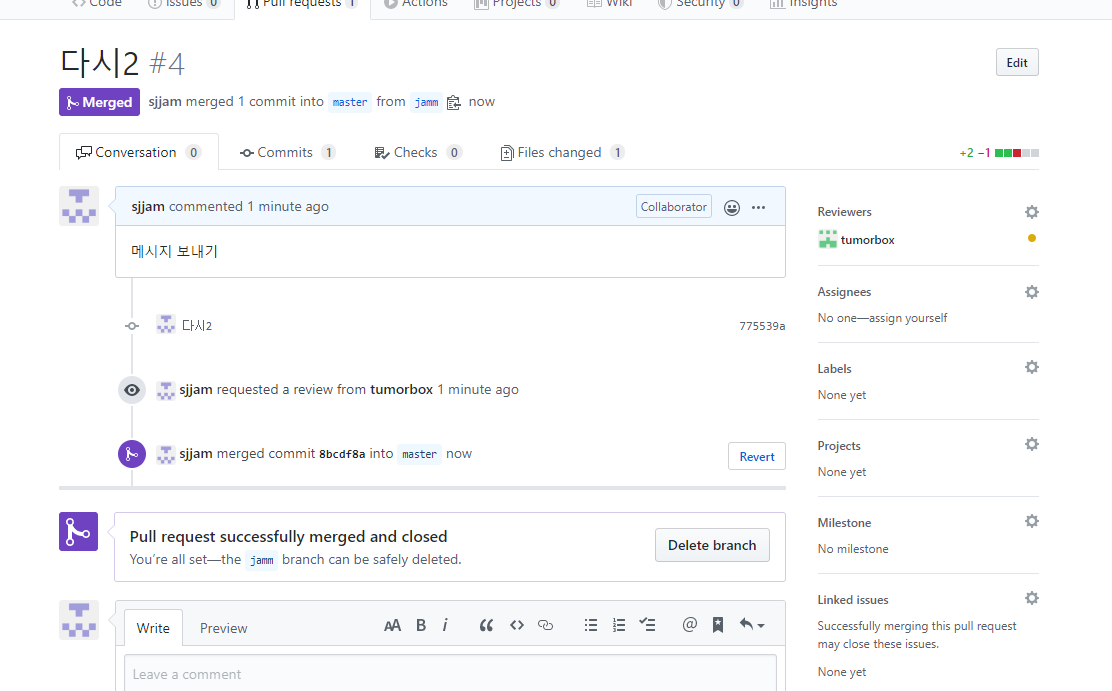 Code Issues 0 Pull requests 1 Actions Projects 0 Wiki Security 0 Insights
다시2 #4
Edit
Merged sjjam merged 1 commit into master from jamm now
Conversation 0 Commits 1 Checks 0 Files changed 1 +2 −1
sjjam commented 1 minute ago Collaborator
메시지 보내기
다시2 775539a
sjjam requested a review from tumorbox 1 minute ago
sjjam merged commit 8bcdf8a into master now Revert
Pull request successfully merged and closed
You're all set—the jamm branch can be safely deleted.
Delete branch
Write Preview AA B i
Leave a comment
Reviewers
tumorbox
Assignees
No one—assign yourself
Labels
None yet
Projects
None yet
Milestone
No milestone
Linked issues
Successfully merging this pull request
may close these issues.
None yet